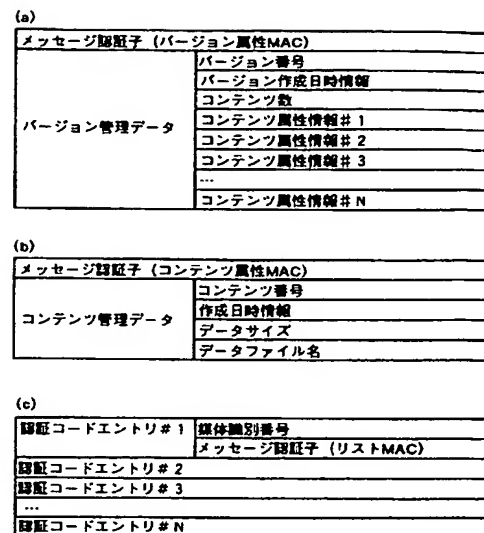 (a)
メッセージ認証子 (バージョン属性MAC)
バージョン管理データ
バージョン番号
バージョン作成日時情報
コンテンツ数
コンテンツ属性情報#1
コンテンツ属性情報#2
コンテンツ属性情報#3
...
コンテンツ属性情報#N
(b)
メッセージ認証子 (コンテンツ属性MAC)
コンテンツ管理データ
コンテンツ番号
作成日時情報
データサイズ
データファイル名
(c)
認証コードエントリ#1
媒体識別番号
メッセージ認証子 (リストMAC)
認証コードエントリ#2
認証コードエントリ#3
...
認証コードエントリ#N